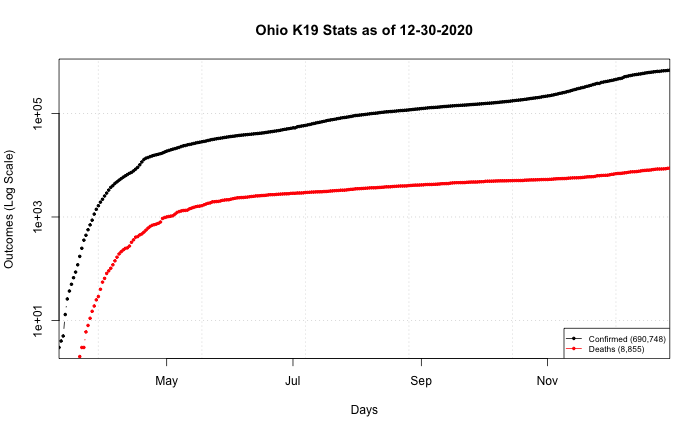 Ohio K19 Stats as of 12-30-2020
Outcomes (Log Scale)
1e+05
1e+03
1e+01
Confirmed (690,748)
Deaths (8,855)
May
Jul
Sep
Nov
Days